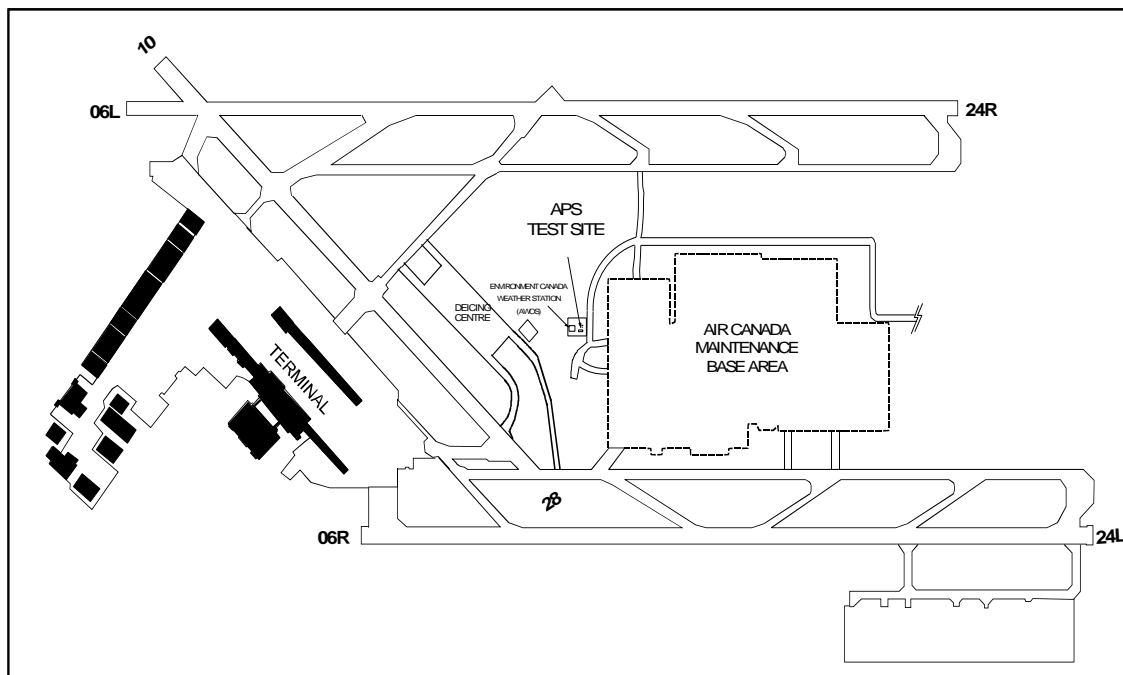 10
06L
24R
APS
TEST SITE
ENVIRONMENT CANADA
WEATHER STATION
(AWOS)
DEICING
CENTRE
AIR CANADA
MAINTENANCE
BASE AREA
TERMINAL
28
06R
24L